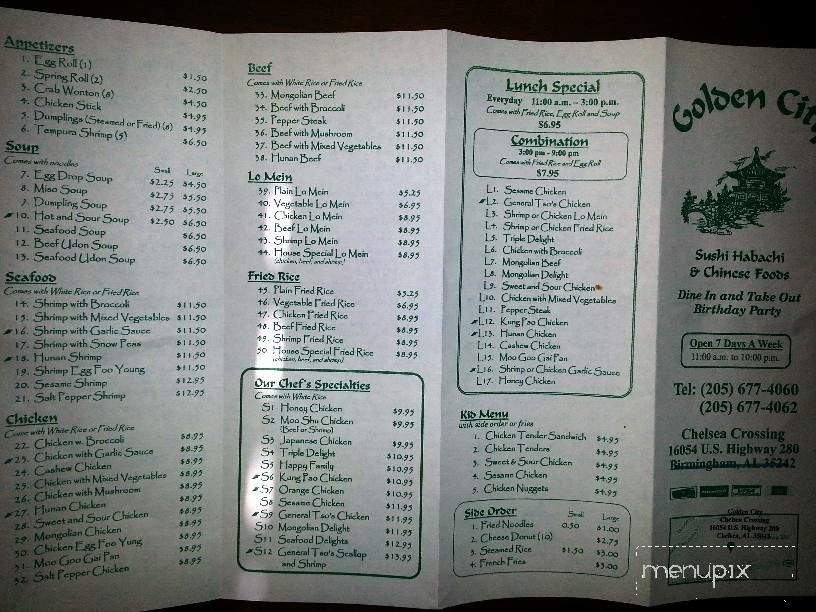 Appetizers
1. Egg Roll (1) $1.50
2. Spring Roll (2) $2.50
3. Crab Wonton (8) $4.50
4. Chicken Stick $4.95
5. Dumplings (Steamed or Fried) (8) $4.95
6. Tempura Shrimp (5) $6.50
Soup
Comes with noodles Small Large
7. Egg Drop Soup $2.25 $4.50
8. Miso Soup $2.75 $5.50
9. Dumpling Soup $2.75 $5.50
10. Hot and Sour Soup $2.50 $6.50
11. Seafood Soup $6.50
12. Beef Udon Soup $6.50
13. Seafood Udon Soup $6.50
Seafood
Comes with White Rice or Fried Rice
14. Shrimp with Broccoli $11.50
15. Shrimp with Mixed Vegetables $11.50
16. Shrimp with Garlic Sauce $11.50
17. Shrimp with Snow Peas $11.50
18. Hunan Shrimp $11.50
19. Shrimp Egg Foo Young $11.50
20. Sesame Shrimp $12.95
21. Salt Pepper Shrimp $12.95
Chicken
Come with White Rice or Fried Rice
22. Chicken w. Broccoli $8.95
23. Chicken with Garlic Sauce $8.95
24. Cashew Chicken $8.95
25. Chicken with Mixed Vegetables $8.95
26. Chicken with Mushroom $8.95
27. Hunan Chicken $8.95
28. Sweet and Sour Chicken $8.95
29. Mongolian Chicken $8.95
30. Chicken Egg Foo Yung $8.95
31. Moo Goo Gai Pan $8.95
32. Salt Pepper Chicken $8.95
Beef
Comes with White Rice or Fried Rice
33. Mongolian Beef $11.50
34. Beef with Broccoli $11.50
35. Pepper Steak $11.50
36. Beef with Mushroom $11.50
37. Beef with Mixed Vegetables $11.50
38. Hunan Beef $11.50
Lo Mein
39. Plain Lo Mein $5.25
40. Vegetable Lo Mein $6.95
41. Chicken Lo Mein $8.95
42. Beef Lo Mein $8.95
43. Shrimp Lo Mein $8.95
44. House Special Lo Mein $8.95
(chicken, beef, and shrimp)
Fried Rice
45. Plain Fried Rice $5.25
46. Vegetable Fried Rice $6.95
47. Chicken Fried Rice $8.95
48. Beef Fried Rice $8.95
49. Shrimp Fried Rice $8.95
50. House Special Fried Rice $8.95
(chicken, beef, and shrimp)
Our Chef's Specialties
Comes with White Rice
S1 Honey Chicken $9.95
S2 Moo Shu Chicken $9.95
(Beef or Shrimp)
S3 Japanese Chicken $9.95
S4 Triple Delight $10.95
S5 Happy Family $10.95
S6 Kung Pao Chicken $10.95
S7 Orange Chicken $10.95
S8 Sesame Chicken $11.95
S9 General Tso's Chicken $11.95
S10 Mongolian Delight $11.95
S11 Seafood Delights $12.95
S12 General Tso's Scallop $13.95
and Shrimp
Lunch Special
Everyday 11:00 a.m. – 3:00 p.m.
Comes with Fried Rice, Egg Roll and Soup
$6.95
Combination
3:00 pm - 9:00 pm
Comes with Fried Rice and Egg Roll
$7.95
L1. Sesame Chicken
L2. General Tso's Chicken
L3. Shrimp or Chicken Lo Mein
L4. Shrimp or Chicken Fried Rice
L5. Triple Delight
L6. Chicken with Broccoli
L7. Mongolian Beef
L8. Mongolian Delight
L9. Sweet and Sour Chicken
L10. Chicken with Mixed Vegetables
L11. Pepper Steak
L12. Kung Pao Chicken
L13. Hunan Chicken
L14. Cashew Chicken
L15. Moo Goo Gai Pan
L16. Shrimp or Chicken Garlic Sauce
L17. Honey Chicken
Kid Menu
with side order or fries
1. Chicken Tender Sandwich $4.95
2. Chicken Tenders $4.95
3. Sweet & Sour Chicken $4.95
4. Sesame Chicken $4.95
5. Chicken Nuggets $4.95
Side Order Small Large
1. Fried Noodles 0.50 $1.00
2. Cheese Donut (10) $2.75
3. Steamed Rice $1.50 $3.00
4. French Fries $3.00
Golden City
Sushi Habachi
& Chinese Foods
Dine In and Take Out
Birthday Party
Open 7 Days A Week
11:00 a.m. to 10:00 p.m.
Tel: (205) 677-4060
(205) 677-4062
Chelsea Crossing
16054 U.S. Highway 280
Birmingham, AL 35242
Golden City
Chelsea Crossing
16054 U.S. Highway 280
Chelsea, AL
menupix